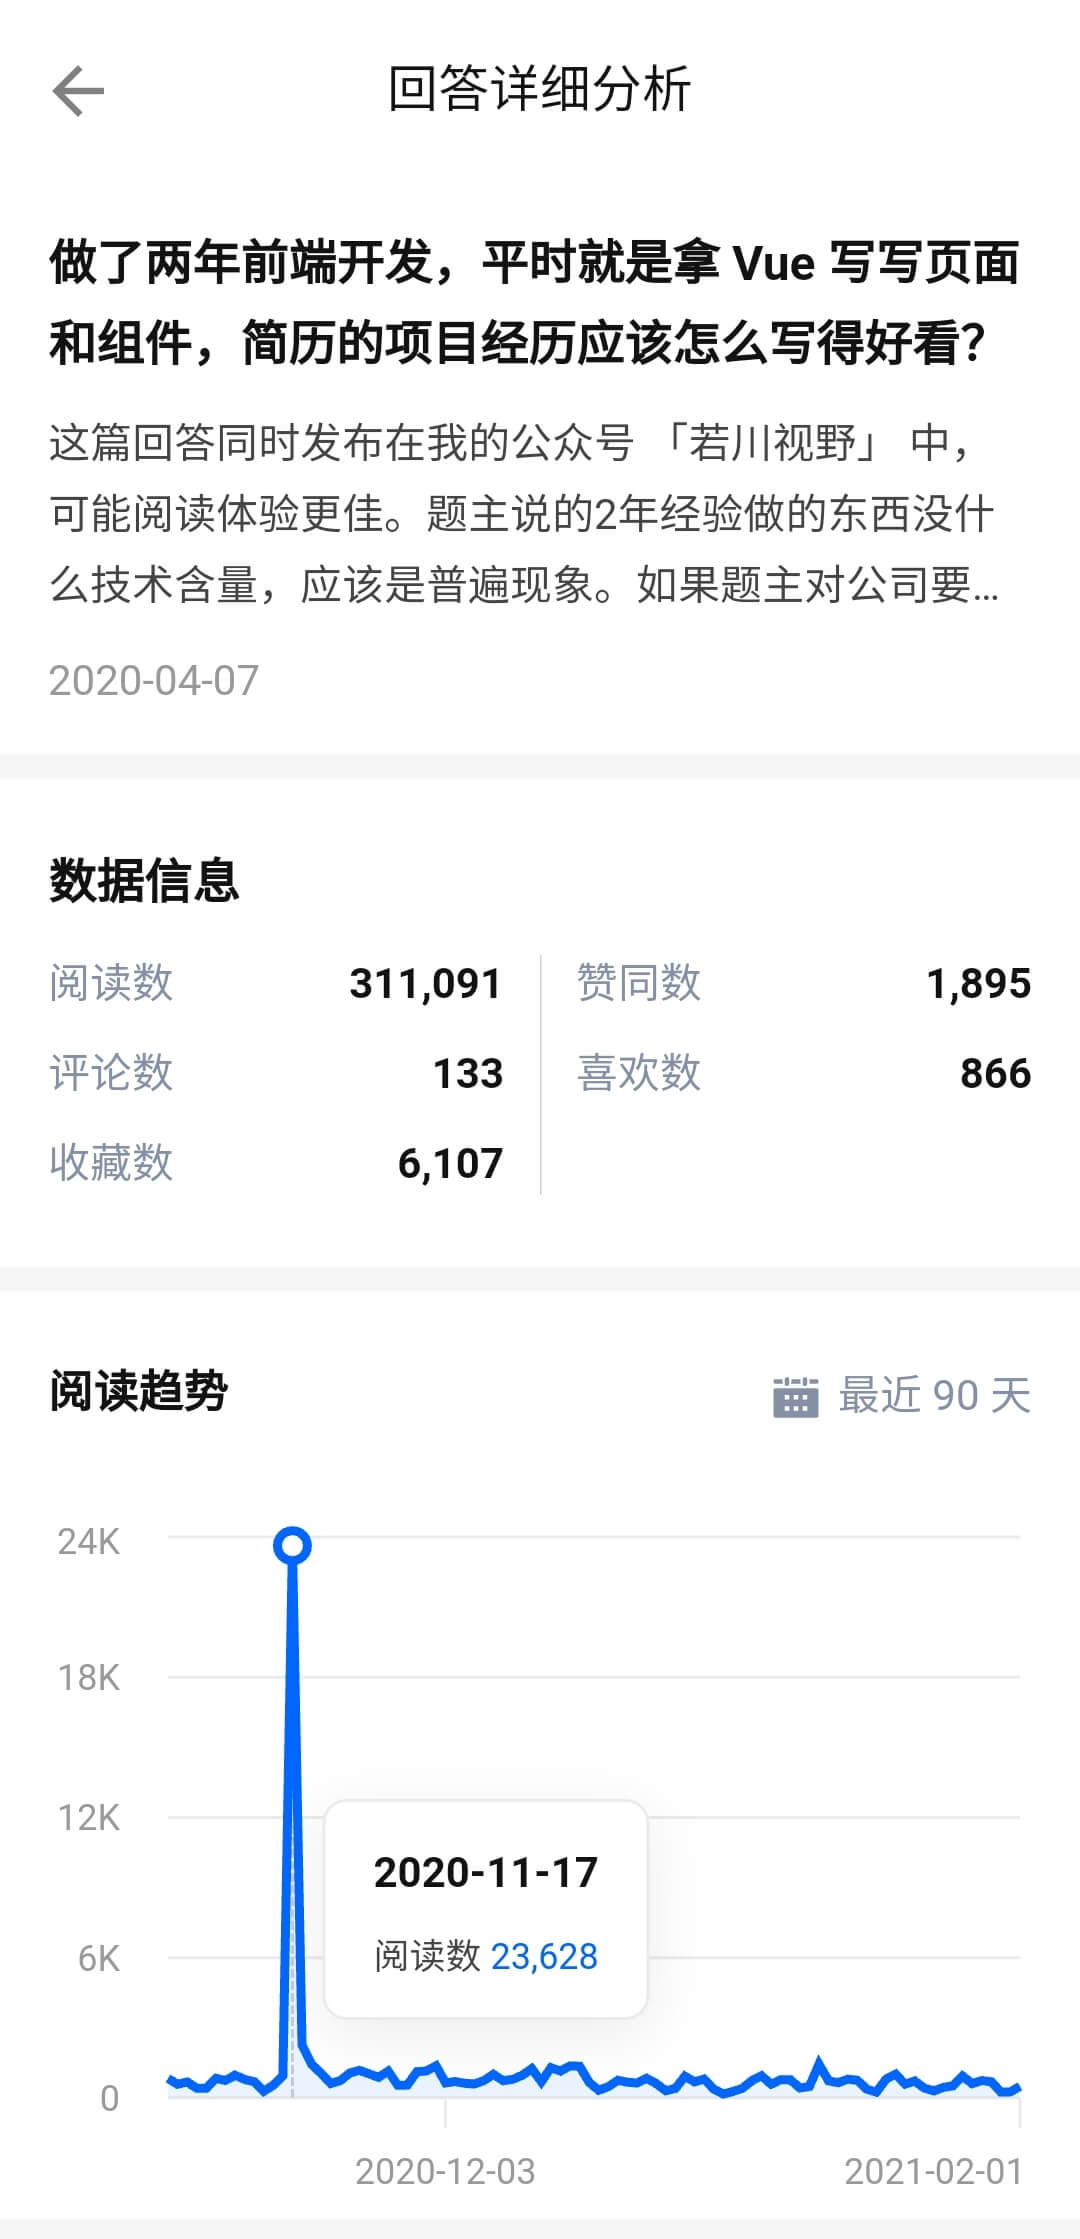 回答详细分析
做了两年前端开发，平时就是拿 Vue 写写页面
和组件，简历的项目经历应该怎么写得好看？
这篇回答同时发布在我的公众号 「若川视野」 中，
可能阅读体验更佳。题主说的2年经验做的东西没什
么技术含量，应该是普遍现象。如果题主对公司要...
2020-04-07
数据信息
阅读数 311,091 赞同数 1,895
评论数 133 喜欢数 866
收藏数 6,107
阅读趋势 最近 90 天
24K
18K
12K
2020-11-17
阅读数 23,628
6K
0
2020-12-03 2021-02-01